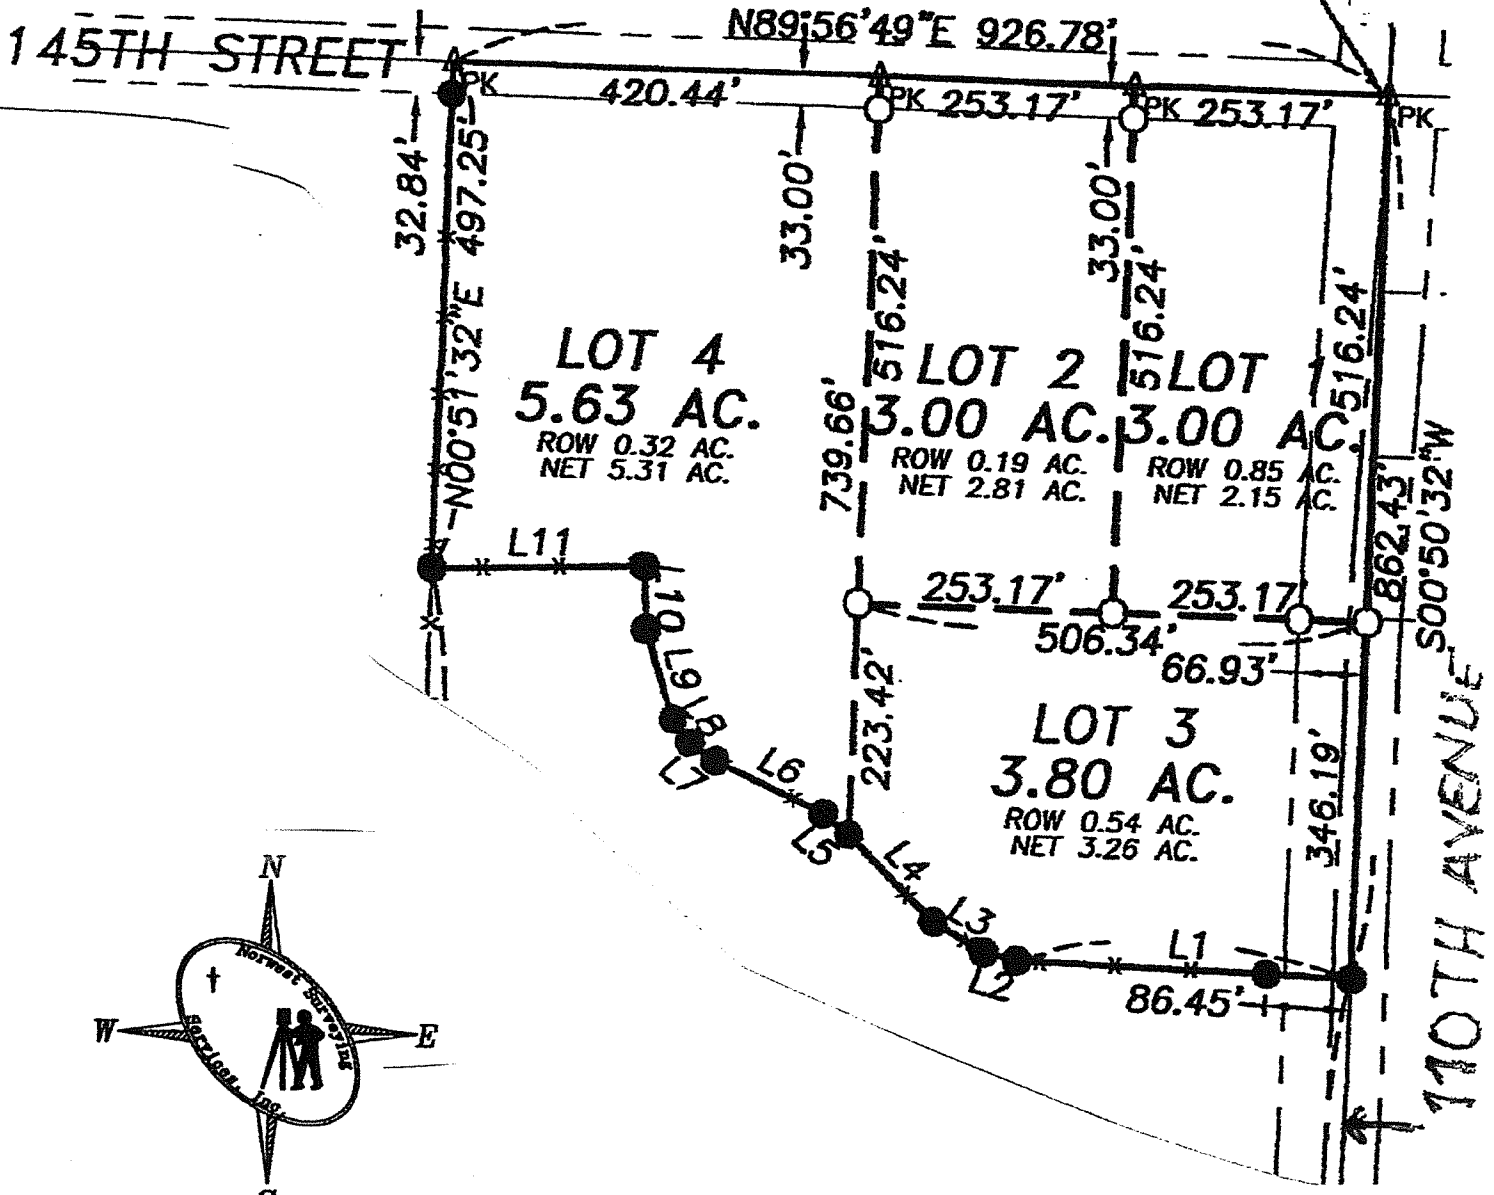 145TH STREET
N89°56'49"E 926.78'
PK
420.44'
PK
253.17'
PK
253.17'
PK
32.84'
N00°51'32"E 497.25'
33.00'
33.00'
516.24'
516.24'
516.24'
LOT 4
5.63 AC.
ROW 0.32 AC.
NET 5.31 AC.
739.66'
LOT 2
3.00 AC.
ROW 0.19 AC.
NET 2.81 AC.
LOT 1
3.00 AC.
ROW 0.85 AC.
NET 2.15 AC.
862.43'
S00°50'32"W
L11
L10
L9
L8
L7
L6
L5
L4
L3
L2
L1
253.17'
253.17'
506.34'
66.93'
223.42'
LOT 3
3.80 AC.
ROW 0.54 AC.
NET 3.26 AC.
346.19'
86.45'
110TH AVENUE
N
W
E
S
Norwest Surveying
Services, Inc.